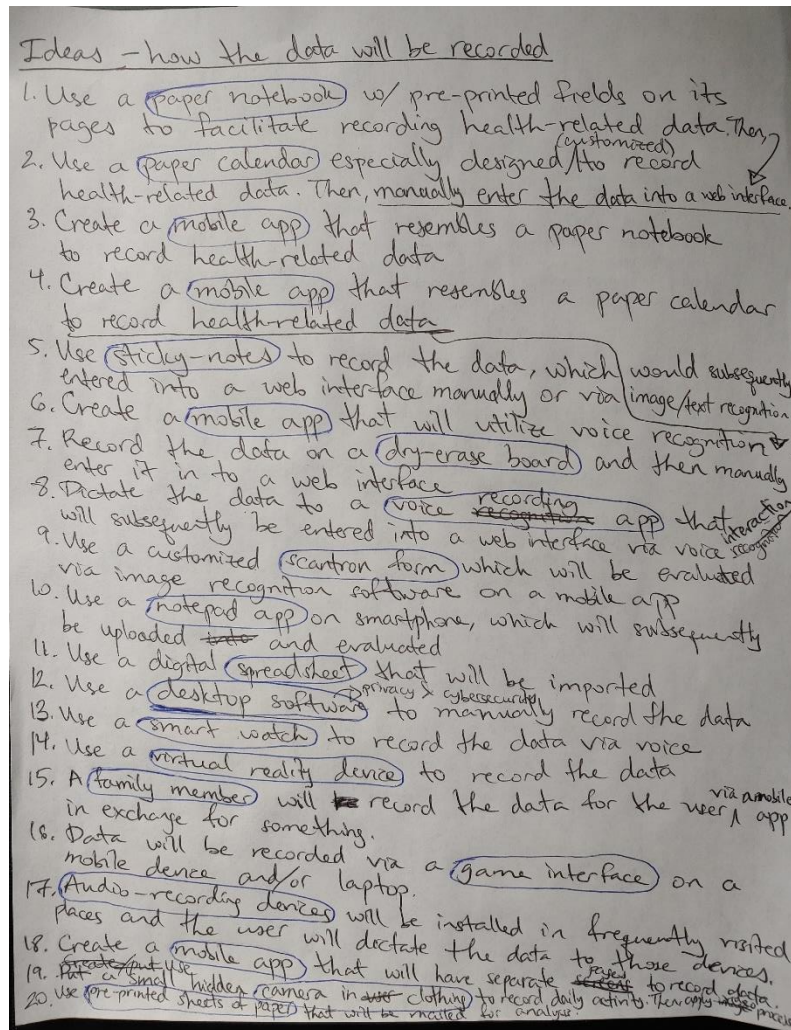 Ideas - how the data will be recorded
1. Use a paper notebook w/ pre-printed fields on its
pages to facilitate recording health-related data. Then,
2. Use a paper calendar especially designed/(customized) to record
health-related data. Then, manually enter the data into a web interface.
3. Create a mobile app that resembles a paper notebook
to record health-related data
4. Create a mobile app that resembles a paper calendar
to record health-related data
5. Use sticky-notes to record the data, which would subsequently
entered into a web interface manually or via image/text recognition
6. Create a mobile app that will utilize voice recognition
7. Record the data on a dry-erase board and then manually
enter it in to a web interface
8. Dictate the data to a voice recording recognition app that
will subsequently be entered into a web interface via voice interaction recognition
9. Use a customized scantron form which will be evaluated
via image recognition software on a mobile app
10. Use a notepad app on smartphone, which will subsequently
be uploaded into and evaluated
11. Use a digital spreadsheet that will be imported
12. Use a desktop software privacy & cybersecurity to manually record the data
13. Use a smart watch to record the data via voice
14. Use a virtual reality device to record the data
15. A family member will record the data for the user via a mobile app
in exchange for something.
16. Data will be recorded via a game interface on a
mobile device and/or laptop.
17. Audio-recording devices will be installed in frequently visited
places and the user will dictate the data to those devices.
18. Create a mobile app that will have separate pages to record data.
19. Put a small hidden camera in user clothing to record daily activity. Then apply process
20. Use pre-printed sheets of paper that will be mailed for analysis.